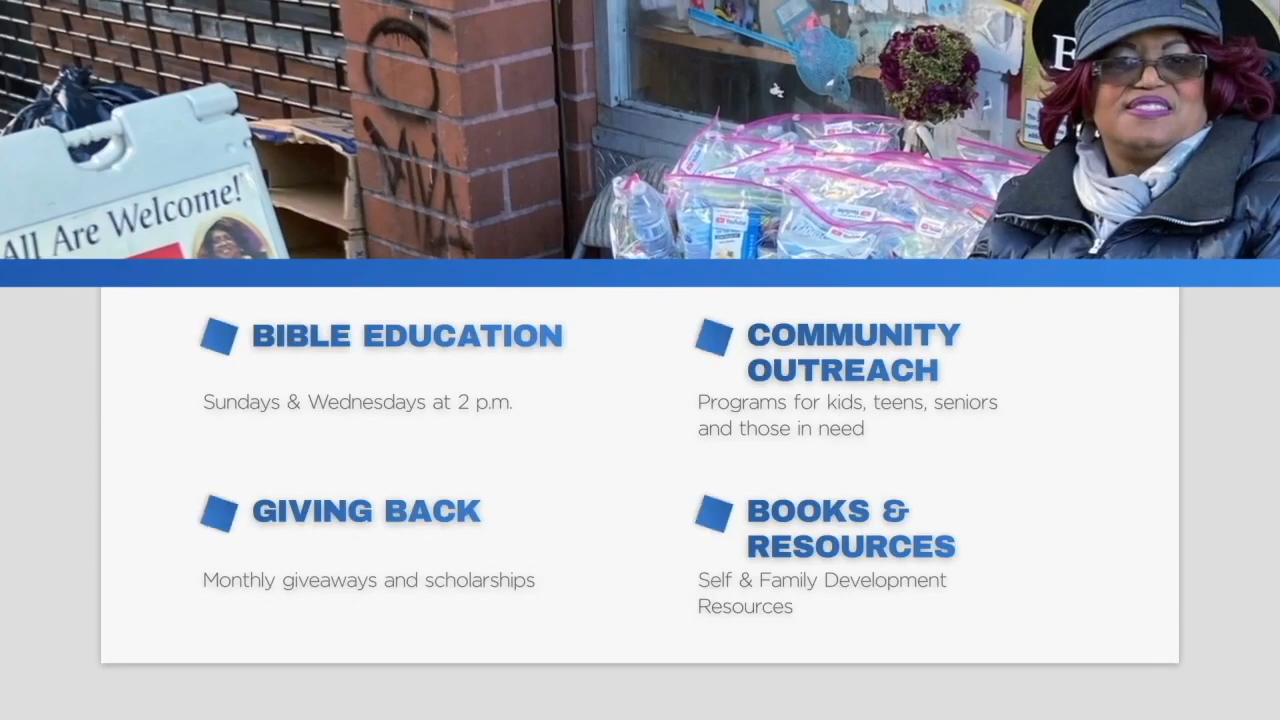 All Are Welcome!
BIBLE EDUCATION
Sundays & Wednesdays at 2 p.m.
COMMUNITY
OUTREACH
Programs for kids, teens, seniors
and those in need
GIVING BACK
Monthly giveaways and scholarships
BOOKS &
RESOURCES
Self & Family Development
Resources